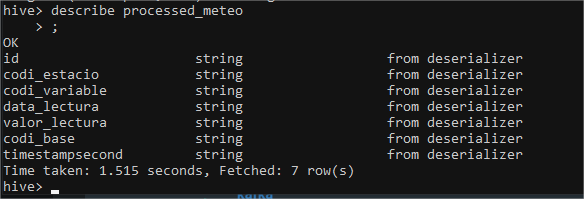 hive> describe processed_meteo
    > ;
OK
id                      string                  from deserializer
codi_estacio            string                  from deserializer
codi_variable           string                  from deserializer
data_lectura            string                  from deserializer
valor_lectura           string                  from deserializer
codi_base               string                  from deserializer
timestampsecond         string                  from deserializer
Time taken: 1.515 seconds, Fetched: 7 row(s)
hive>